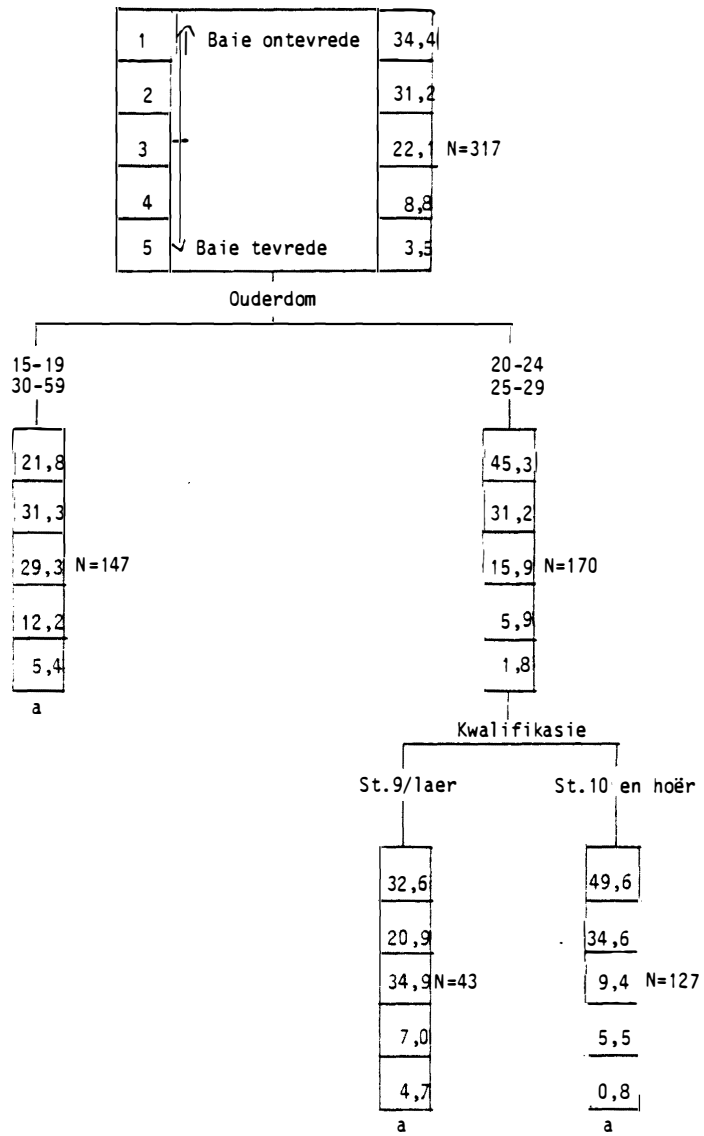 1 Baie ontevrede 34,4
2 31,2
3 22,1 N=317
4 8,8
5 Baie tevrede 3,5
Ouderdom
15-19 20-24
30-59 25-29
21,8 45,3
31,3 31,2
29,3 N=147 15,9 N=170
12,2 5,9
5,4 1,8
a
Kwalifikasie
St.9/laer St.10 en hoër
32,6 49,6
20,9 34,6
34,9 N=43 9,4 N=127
7,0 5,5
4,7 0,8
a a